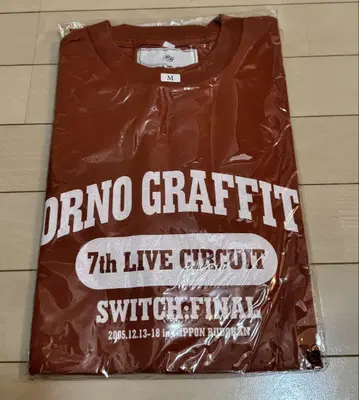 M
ORNO GRAFFIT
7th LIVE CIRCUIT
SWITCH:FINAL
2005.12.13-18 in NIPPON BUDOKAN